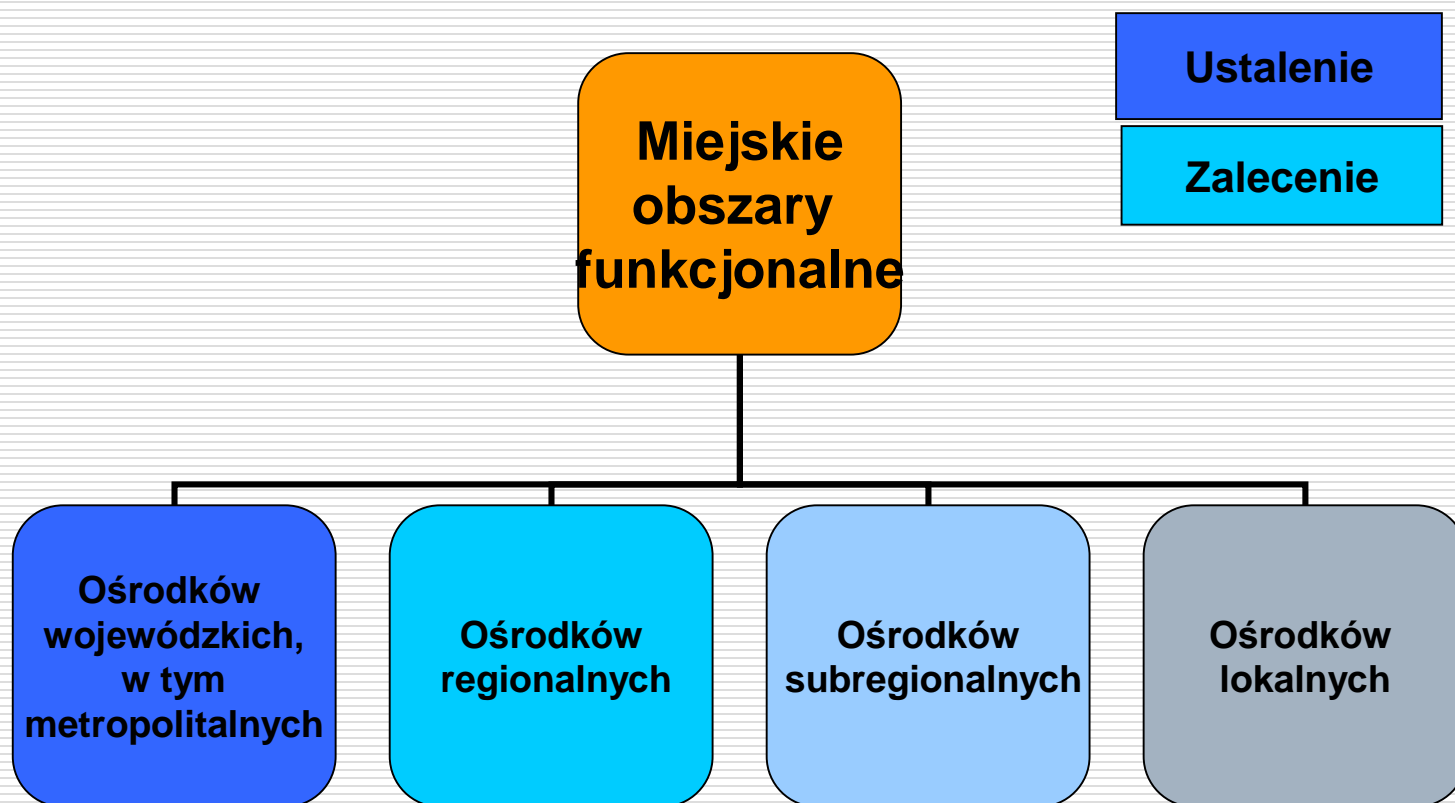 Ustalenie
Zalecenie
Miejskie
obszary
funkcjonalne
Ośrodków
wojewódzkich,
w tym
metropolitalnych
Ośrodków
regionalnych
Ośrodków
subregionalnych
Ośrodków
lokalnych